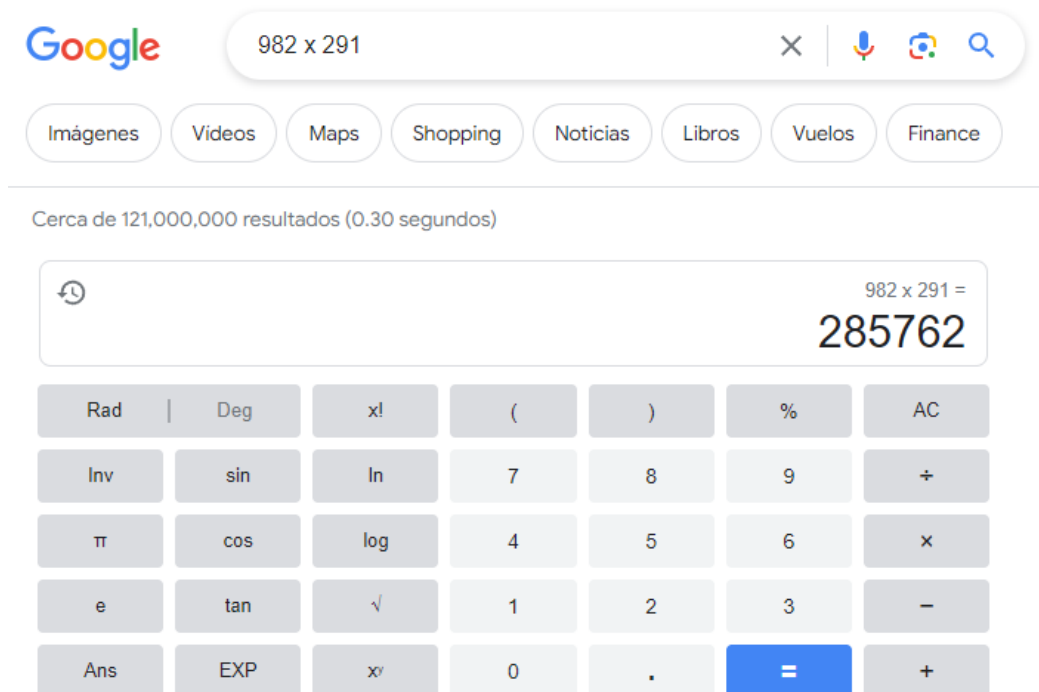 Google 982 x 291
Imágenes Videos Maps Shopping Noticias Libros Vuelos Finance
Cerca de 121,000,000 resultados (0.30 segundos)
982 x 291 =
285762
Rad | Deg x! ( ) % AC
Inv sin ln 7 8 9 ÷
π cos log 4 5 6 ×
e tan √ 1 2 3 −
Ans EXP xʸ 0 . = +